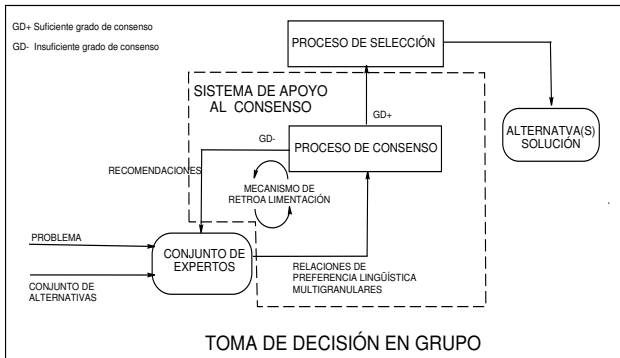 GD+ Suficiente grado de consenso
GD- Insuficiente grado de consenso
PROCESO DE SELECCIÓN
SISTEMA DE APOYO
AL CONSENSO
GD+
ALTERNATVA(S)
SOLUCIÓN
GD-
PROCESO DE CONSENSO
RECOMENDACIONES
MECANISMO DE
RETROA LIMENTACIÓN
PROBLEMA
CONJUNTO DE
EXPERTOS
CONJUNTO DE
ALTERNATIVAS
RELACIONES DE
PREFERENCIA LINGÜÍSTICA
MULTIGRANULARES
TOMA DE DECISIÓN EN GRUPO